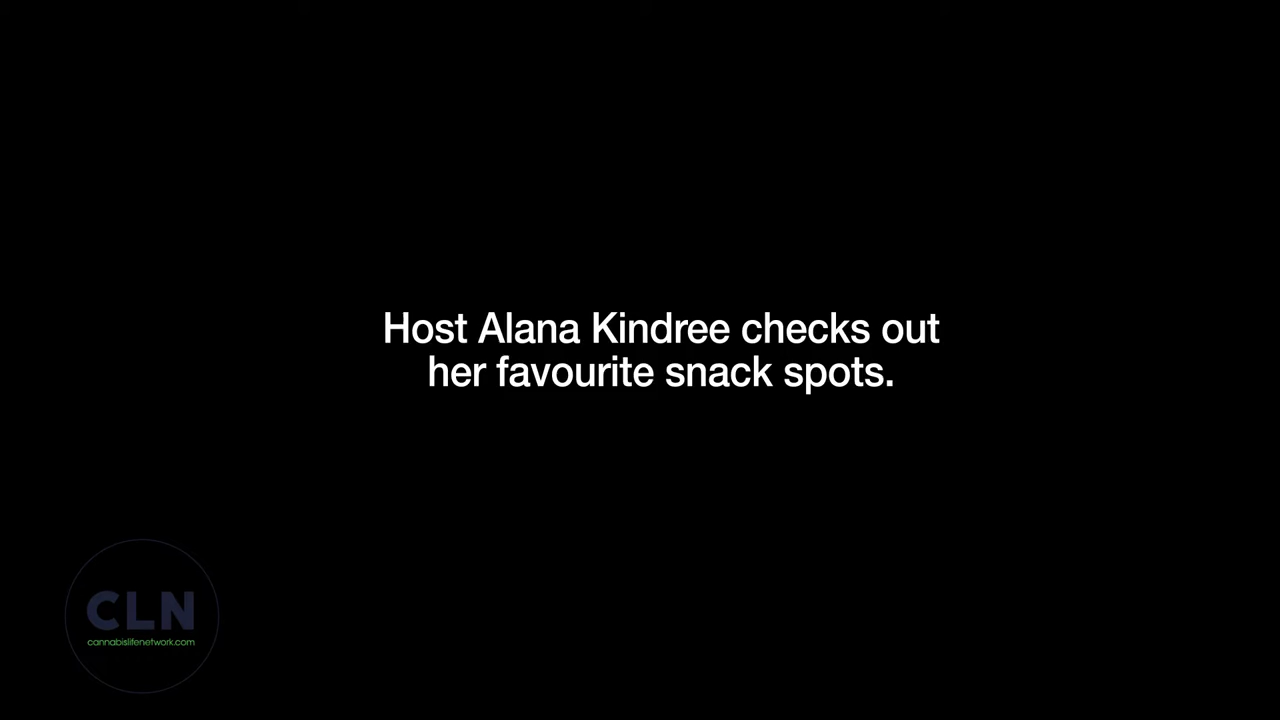 Host Alana Kindree checks out
her favourite snack spots.
CLN
cannabislifenetwork.com